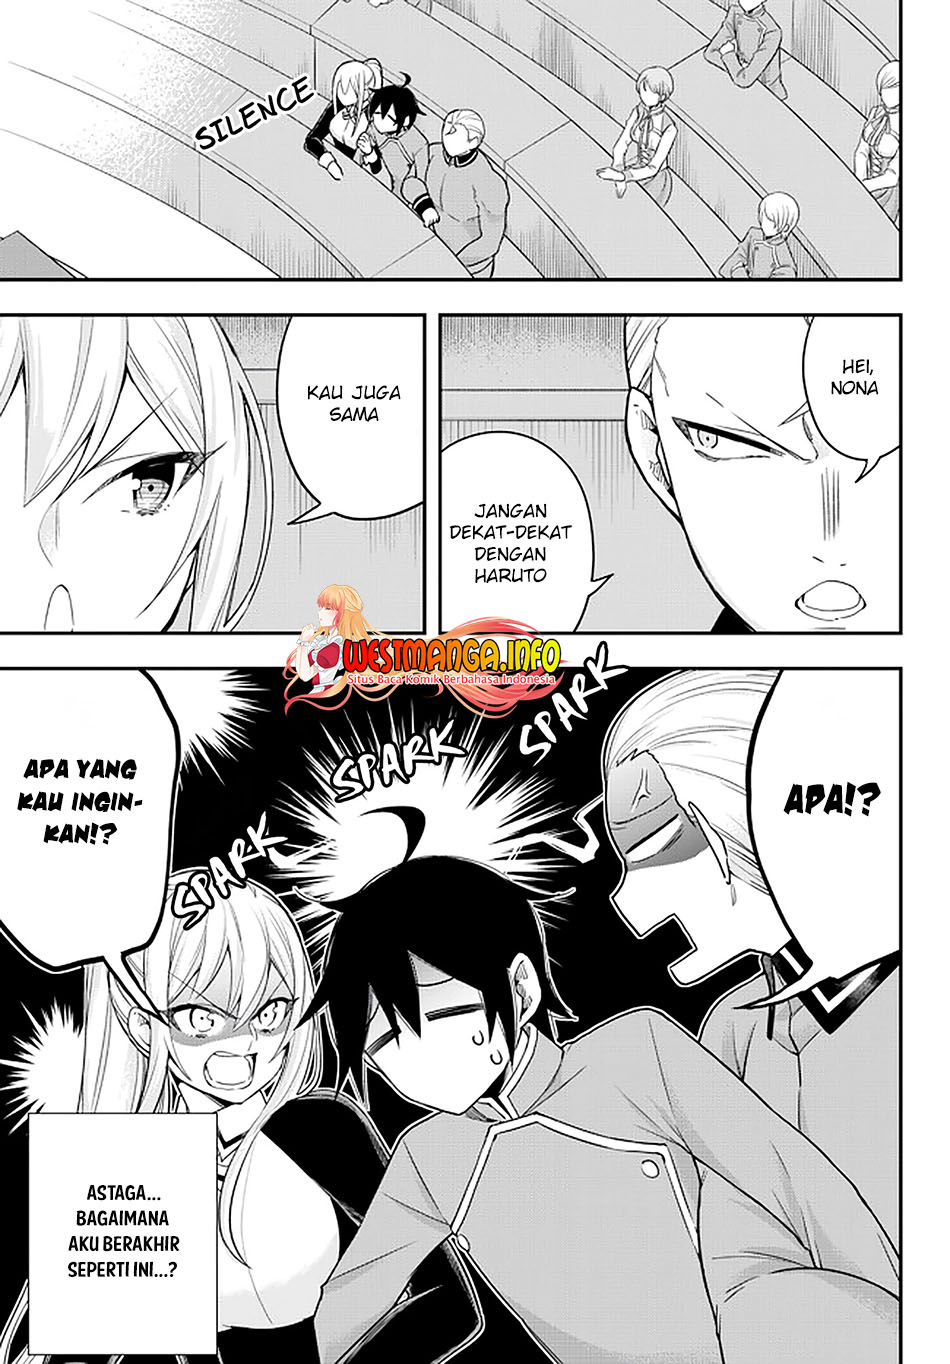 SILENCE
HEI,
NONA
JANGAN
DEKAT-DEKAT
DENGAN
HARUTO
KAU JUGA
SAMA
WESTMANGA.INFO
Situs Baca Komik Berbahasa Indonesia
APA!?
SPARK
SPARK
SPARK
APA YANG
KAU INGIN-
KAN!?
ASTAGA...
BAGAIMANA
AKU BERAKHIR
SEPERTI INI...?